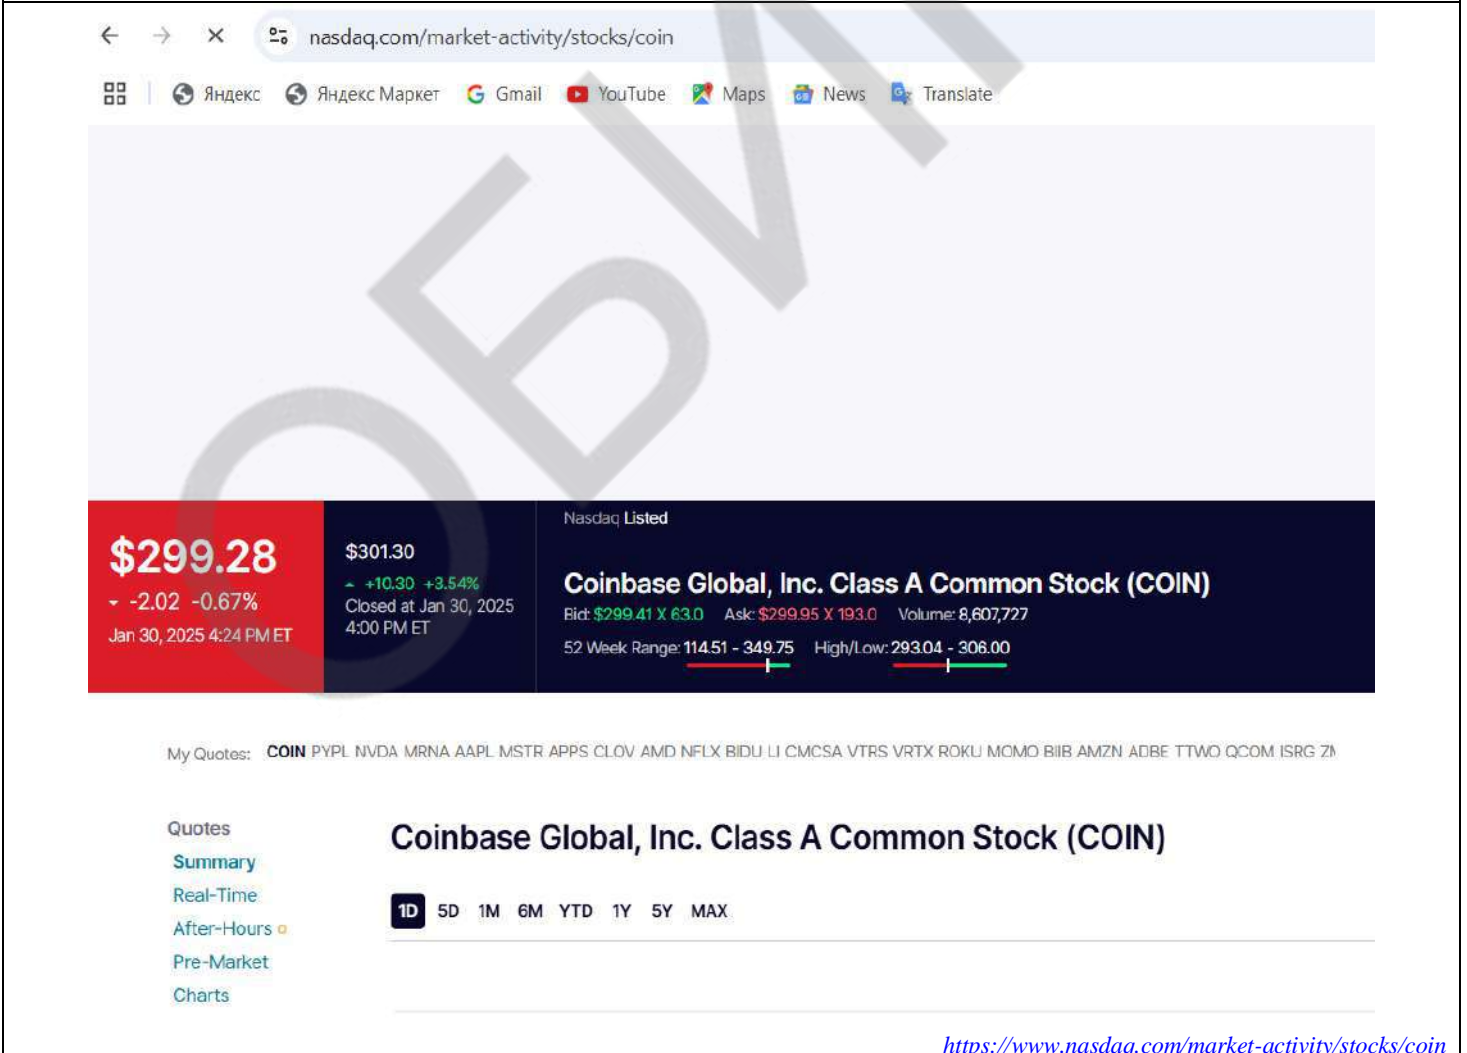 nasdaq.com/market-activity/stocks/coin
Яндекс Яндекс Маркет Gmail YouTube Maps News Translate
ОБИ
Nasdaq Listed
$299.28
-2.02 -0.67%
Jan 30, 2025 4:24 PM ET
$301.30
+10.30 +3.54%
Closed at Jan 30, 2025
4:00 PM ET
Coinbase Global, Inc. Class A Common Stock (COIN)
Bid: $299.41 X 63.0 Ask: $299.95 X 193.0 Volume: 8,607,727
52 Week Range: 114.51 - 349.75 High/Low: 293.04 - 306.00
My Quotes: COIN PYPL NVDA MRNA AAPL MSTR APPS CLOV AMD NFLX BIDU LI CMCSA VTRS VRTX ROKU MOMO BIIB AMZN ADBE TTWO QCOM ISRG
Quotes
Summary
Real-Time
After-Hours
Pre-Market
Charts
Coinbase Global, Inc. Class A Common Stock (COIN)
1D 5D 1M 6M YTD 1Y 5Y MAX
https://www.nasdaq.com/market-activity/stocks/coin